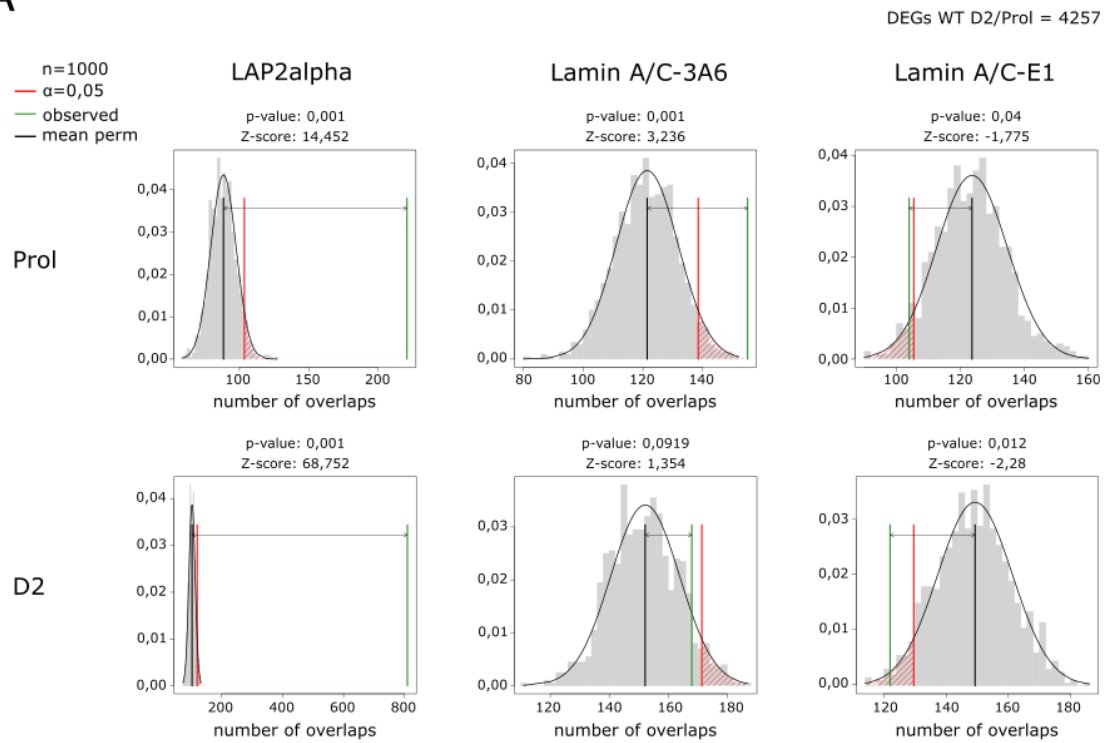 A
DEGs WT D2/Prol = 4257
n=1000
α=0,05
observed
mean perm
LAP2alpha
Lamin A/C-3A6
Lamin A/C-E1
Prol
p-value: 0,001
Z-score: 14,452
0,04
0,03
0,02
0,01
0,00
100 150 200
number of overlaps
p-value: 0,001
Z-score: 3,236
0,04
0,03
0,02
0,01
0,00
80 100 120 140
number of overlaps
p-value: 0,04
Z-score: -1,775
0,04
0,03
0,02
0,01
0,00
100 120 140 160
number of overlaps
D2
p-value: 0,001
Z-score: 68,752
0,04
0,03
0,02
0,01
0,00
200 400 600 800
number of overlaps
p-value: 0,0919
Z-score: 1,354
0,03
0,02
0,01
0,00
120 140 160 180
number of overlaps
p-value: 0,012
Z-score: -2,28
0,03
0,02
0,01
0,00
120 140 160 180
number of overlaps